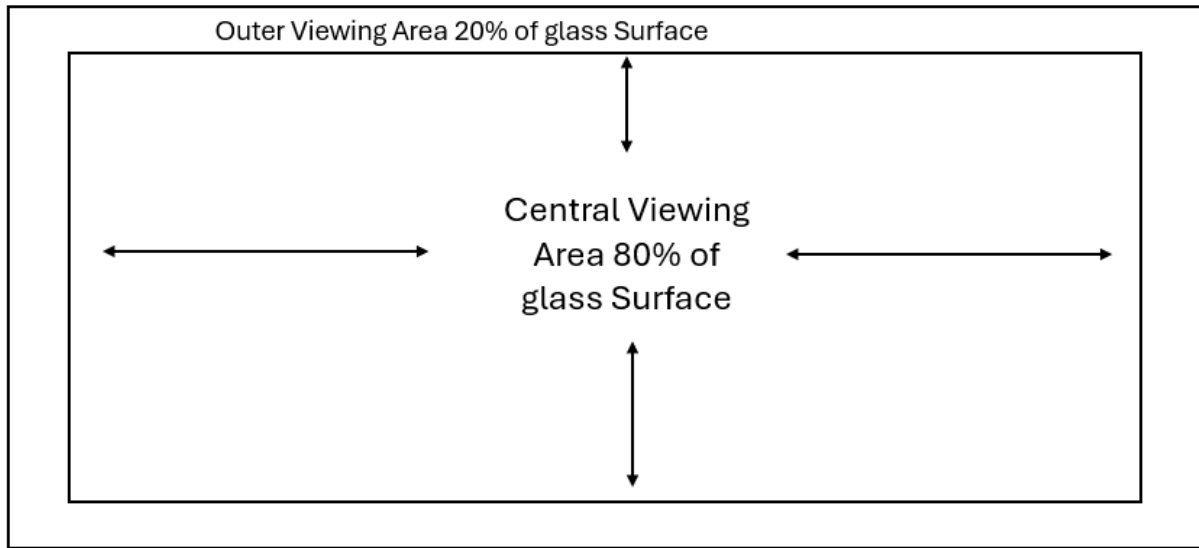 Outer Viewing Area 20% of glass Surface
Central Viewing
Area 80% of
glass Surface